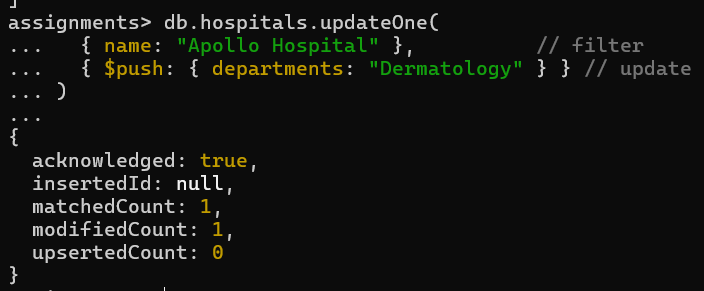 assignments> db.hospitals.updateOne(
...   { name: "Apollo Hospital" },          // filter
...   { $push: { departments: "Dermatology" } } // update
... )
...
{
  acknowledged: true,
  insertedId: null,
  matchedCount: 1,
  modifiedCount: 1,
  upsertedCount: 0
}